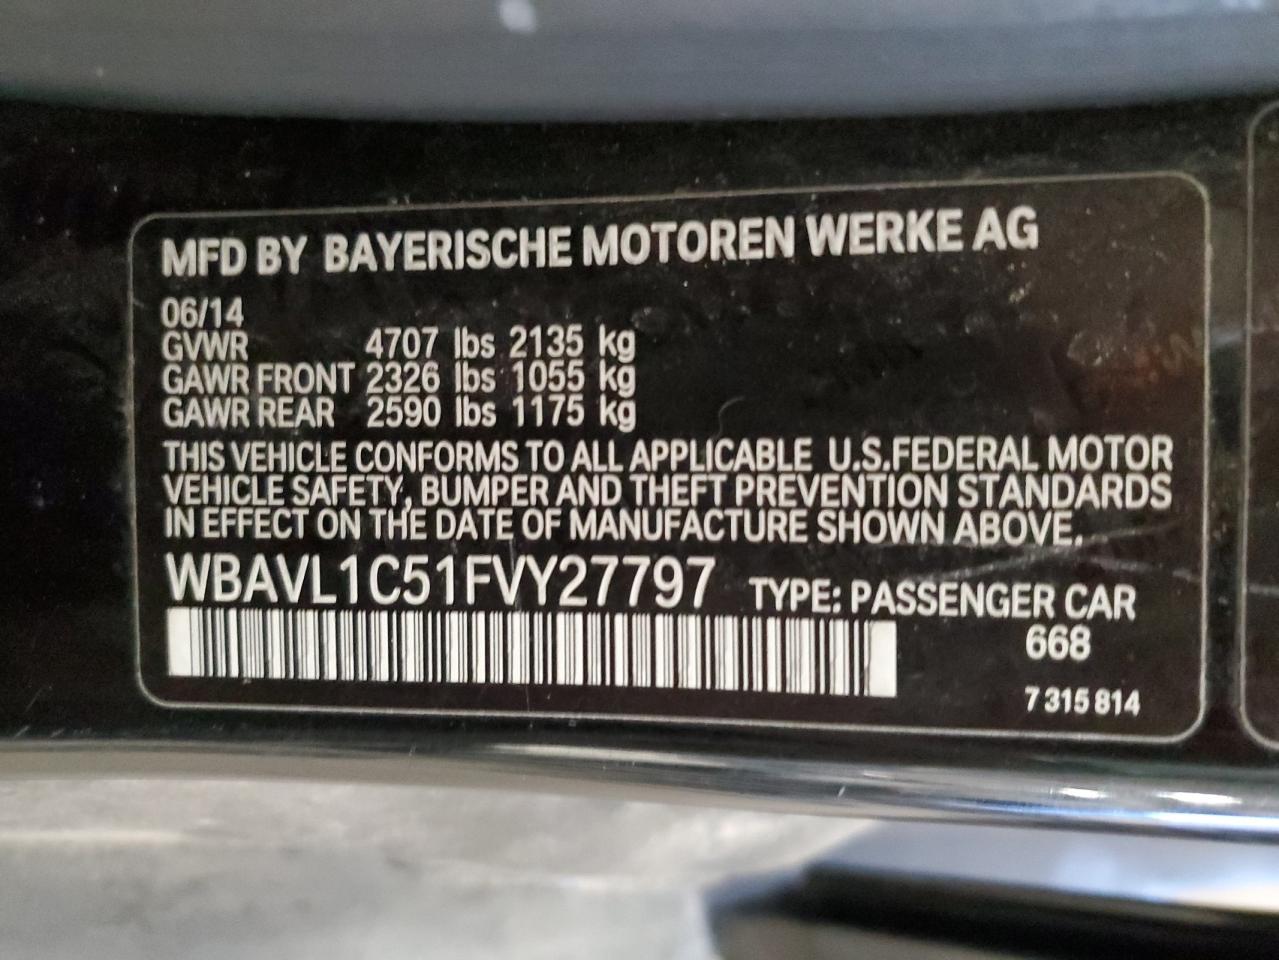 MFD BY BAYERISCHE MOTOREN WERKE AG
06/14
GVWR 4707 lbs 2135 kg
GAWR FRONT 2326 lbs 1055 kg
GAWR REAR 2590 lbs 1175 kg
THIS VEHICLE CONFORMS TO ALL APPLICABLE U.S.FEDERAL MOTOR
VEHICLE SAFETY, BUMPER AND THEFT PREVENTION STANDARDS
IN EFFECT ON THE DATE OF MANUFACTURE SHOWN ABOVE.
WBAVL1C51FVY27797 TYPE: PASSENGER CAR
668
7 315 814